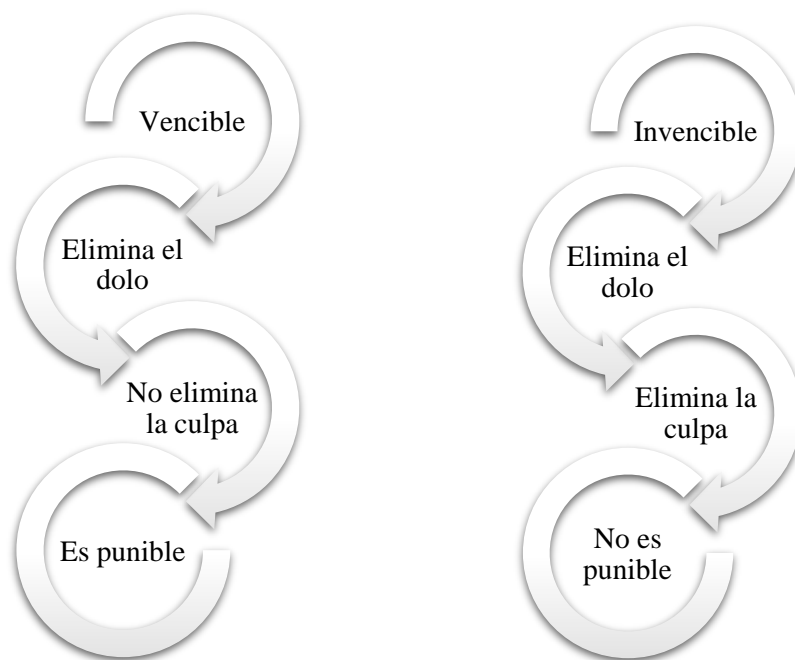 Vencible
Elimina el
dolo
No elimina
la culpa
Es punible
Invencible
Elimina el
dolo
Elimina la
culpa
No es
punible